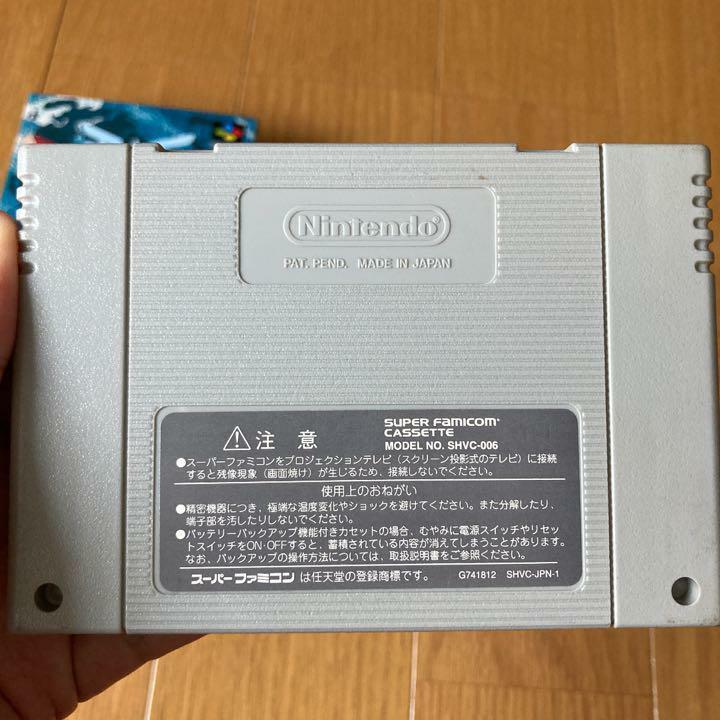 Nintendo®
PAT. PEND. MADE IN JAPAN
⚠注 意
SUPER FAMICOM
CASSETTE
MODEL NO. SHVC-006
●スーパーファミコンをプロジェクションテレビ（スクリーン投影式のテレビ）に接続
すると残像現象（画面焼け）が生じるため、接続しないでください。
使用上のおねがい
●精密機器につき、極端な温度変化やショックを避けてください。また分解したり、
端子部を汚したりしないでください。
●バッテリーバックアップ機能付きカセットの場合、むやみに電源スイッチやリセッ
トスイッチをON・OFFすると、蓄積されている内容が消えてしまうことがあります。
なお、バックアップの操作方法については、取扱説明書をご参照ください。
スーパーファミコン は任天堂の登録商標です。 G741812 SHVC-JPN-1